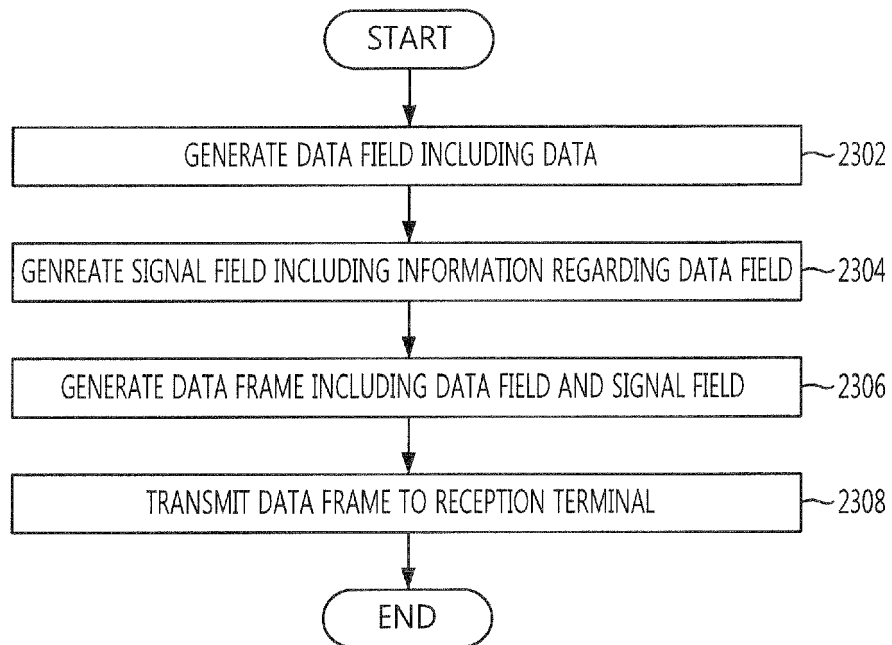 START
GENERATE DATA FIELD INCLUDING DATA
2302
GENREATE SIGNAL FIELD INCLUDING INFORMATION REGARDING DATA FIELD
2304
GENERATE DATA FRAME INCLUDING DATA FIELD AND SIGNAL FIELD
2306
TRANSMIT DATA FRAME TO RECEPTION TERMINAL
2308
END